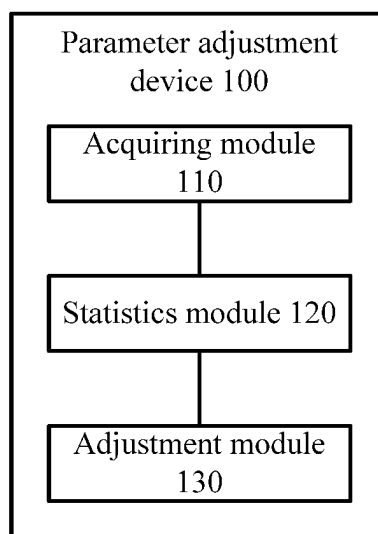 Parameter adjustment
device 100
Acquiring module
110
Statistics module 120
Adjustment module
130